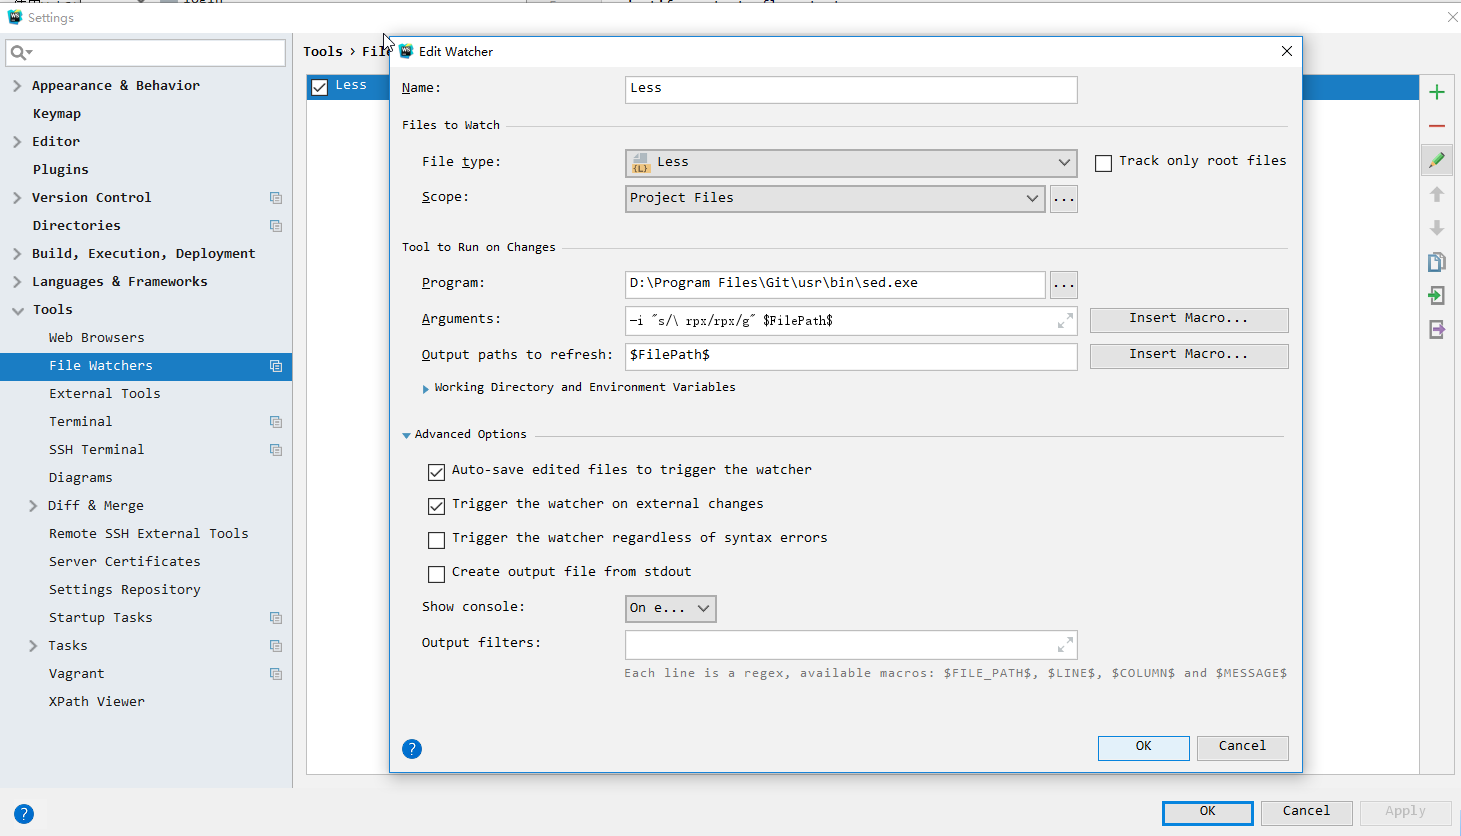 Settings
Appearance & Behavior
Keymap
Editor
Plugins
Version Control
Directories
Build, Execution, Deployment
Languages & Frameworks
Tools
Web Browsers
File Watchers
External Tools
Terminal
SSH Terminal
Diagrams
Diff & Merge
Remote SSH External Tools
Server Certificates
Settings Repository
Startup Tasks
Tasks
Vagrant
XPath Viewer
Tools › File
Less
Edit Watcher
Name: Less
Files to Watch
File type: Less Track only root files
Scope: Project Files ...
Tool to Run on Changes
Program: D:\Program Files\Git\usr\bin\sed.exe ...
Arguments: -i "s/\ rpx/rpx/g" $FilePath$ Insert Macro...
Output paths to refresh: $FilePath$ Insert Macro...
Working Directory and Environment Variables
Advanced Options
Auto-save edited files to trigger the watcher
Trigger the watcher on external changes
Trigger the watcher regardless of syntax errors
Create output file from stdout
Show console: On e...
Output filters:
Each line is a regex, available macros: $FILE_PATH$, $LINE$, $COLUMN$ and $MESSAGE$
? OK Cancel
? OK Cancel Apply